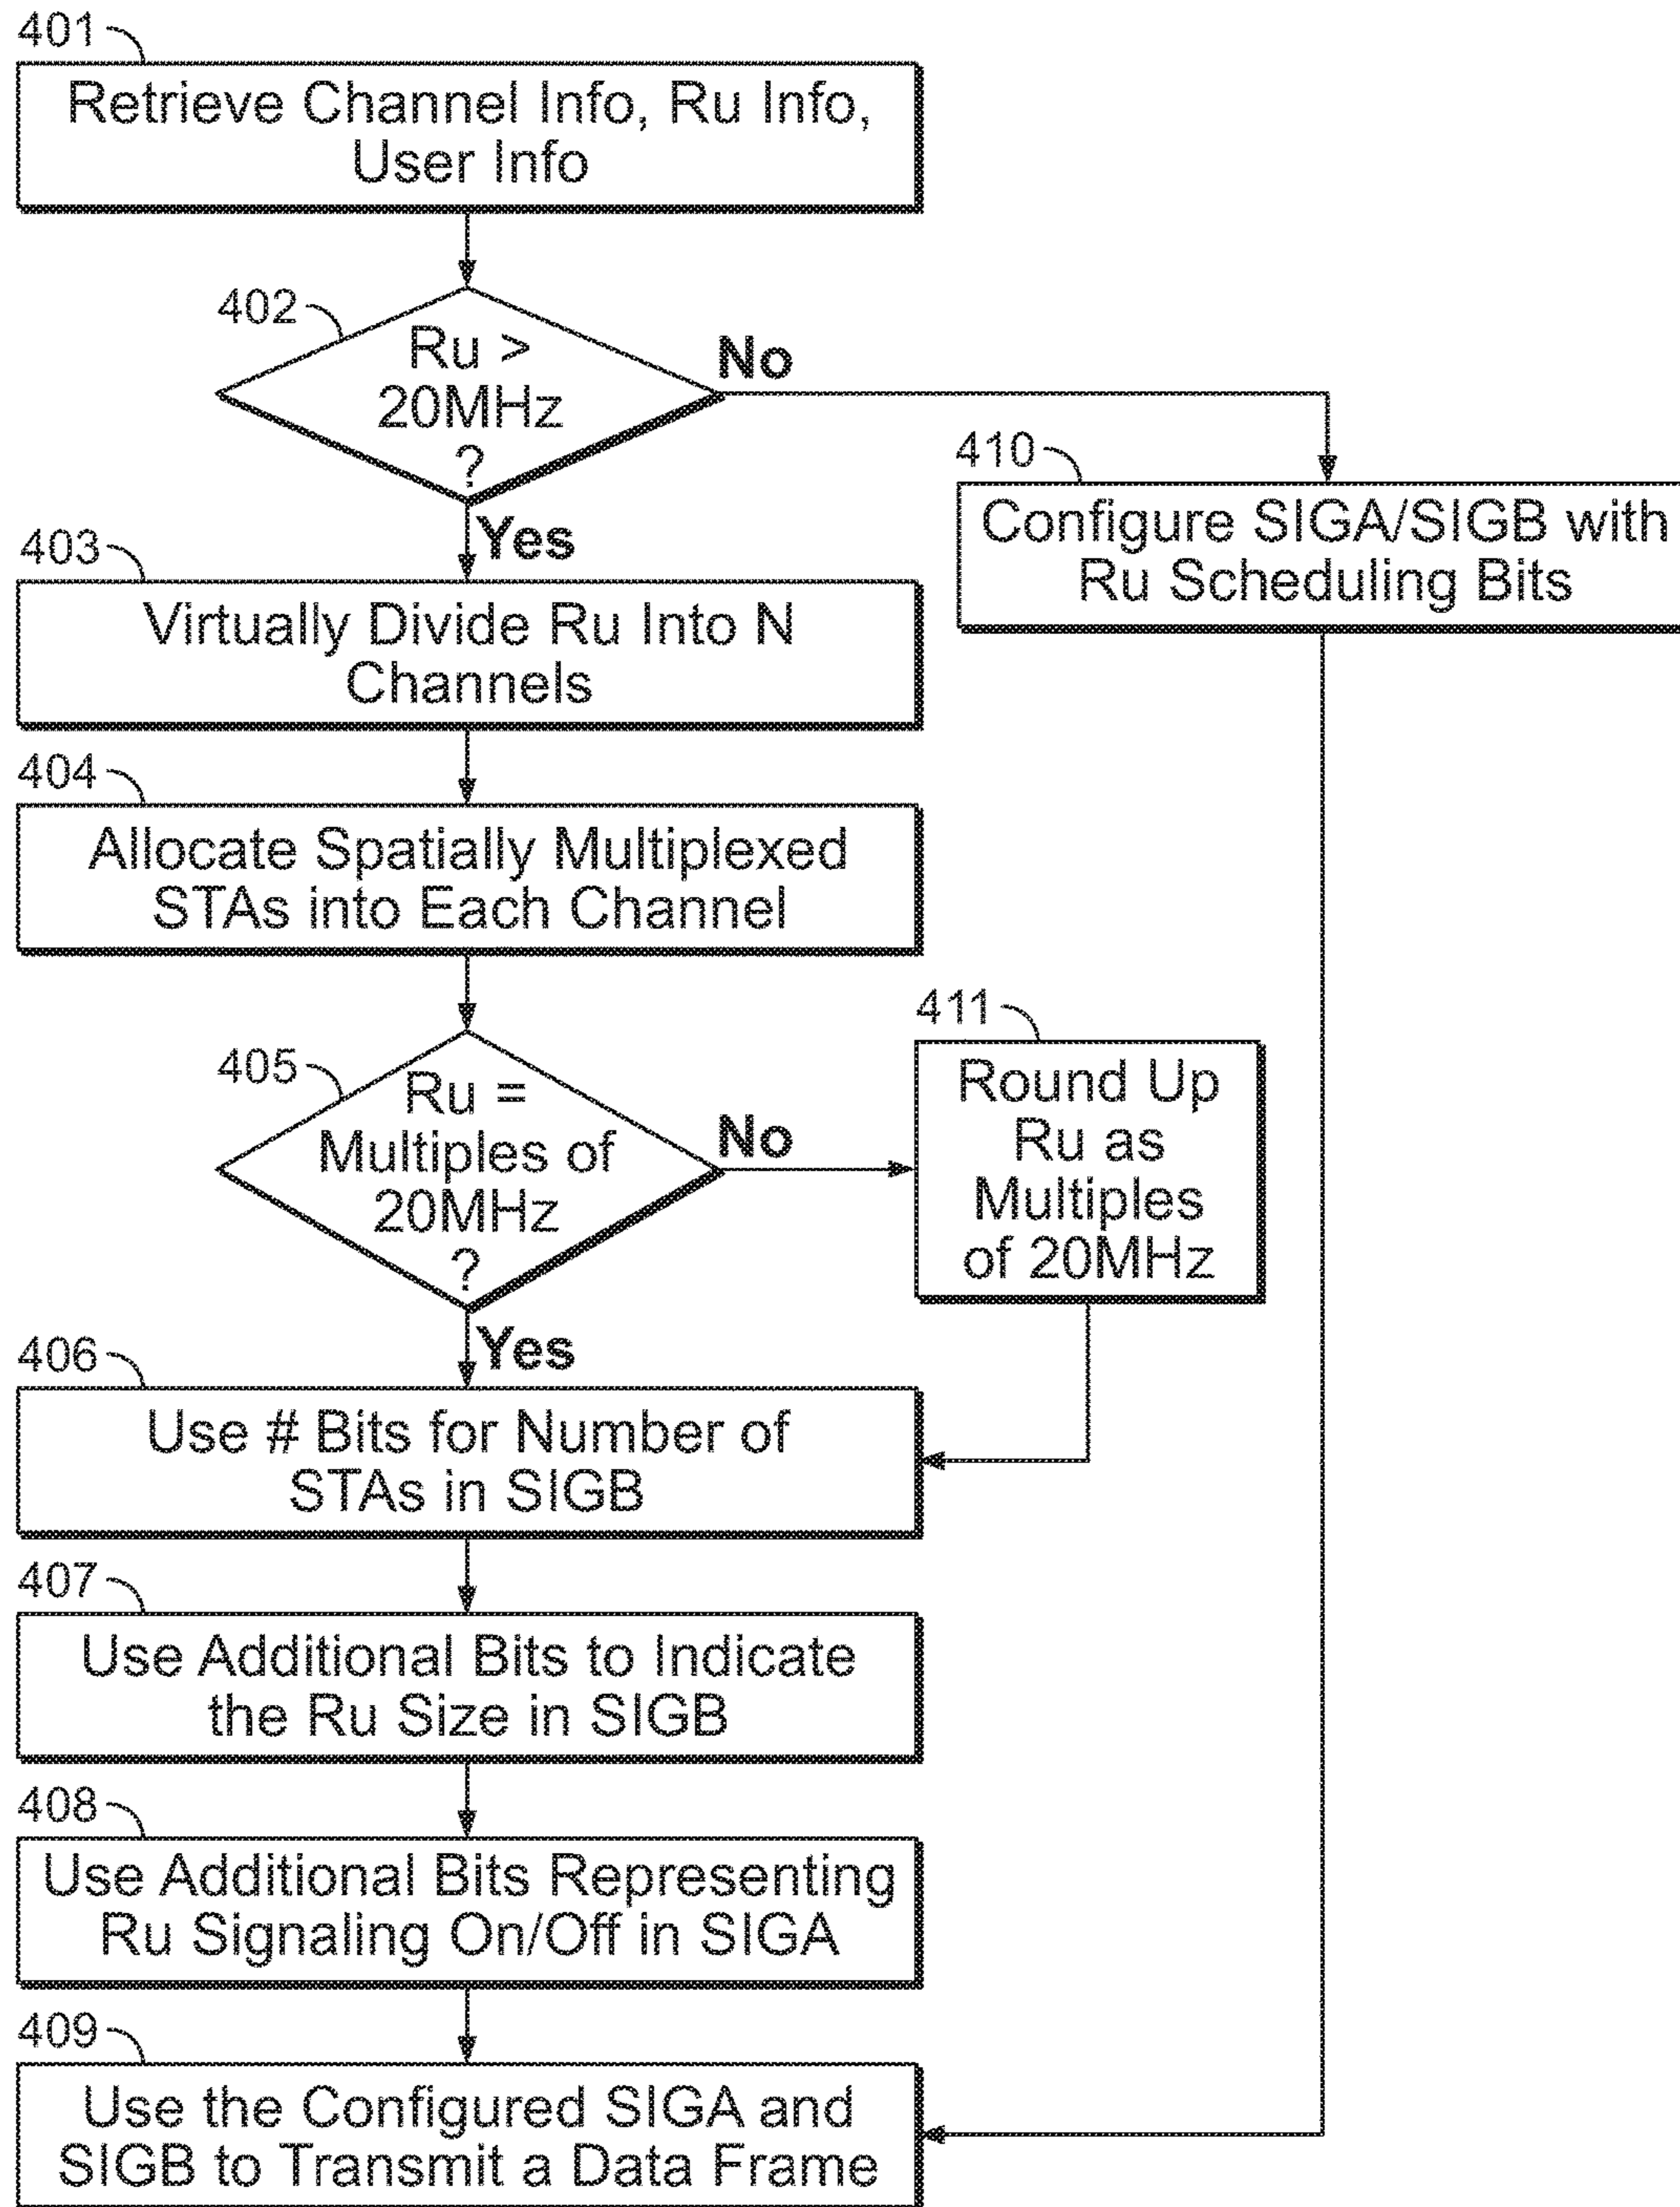 401
Retrieve Channel Info, Ru Info,
User Info
402
Ru >
20MHz
?
No
Yes
410
Configure SIGA/SIGB with
Ru Scheduling Bits
403
Virtually Divide Ru Into N
Channels
404
Allocate Spatially Multiplexed
STAs into Each Channel
405
Ru =
Multiples of
20MHz
?
No
Yes
411
Round Up
Ru as
Multiples
of 20MHz
406
Use # Bits for Number of
STAs in SIGB
407
Use Additional Bits to Indicate
the Ru Size in SIGB
408
Use Additional Bits Representing
Ru Signaling On/Off in SIGA
409
Use the Configured SIGA and
SIGB to Transmit a Data Frame